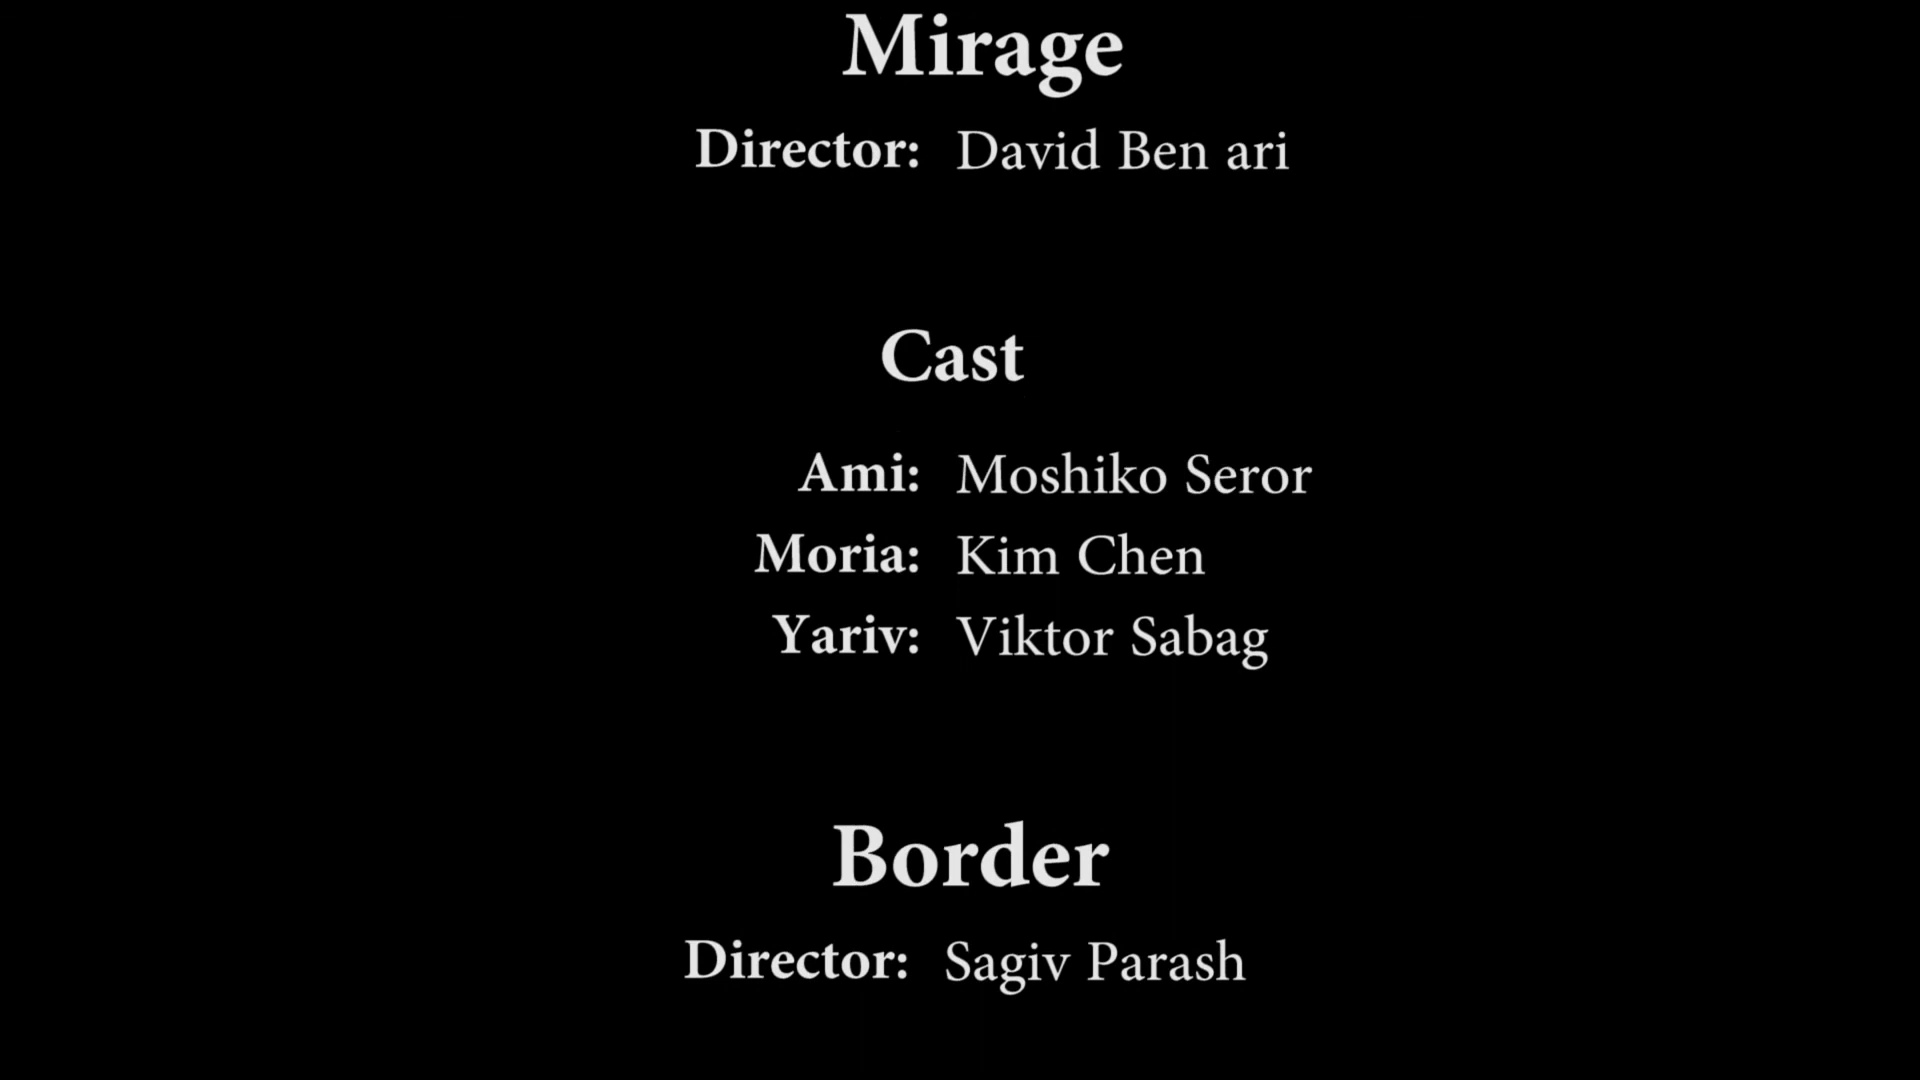 Mirage
Director: David Ben ari
Cast
Ami: Moshiko Seror
Moria: Kim Chen
Yariv: Viktor Sabag
Border
Director: Sagiv Parash